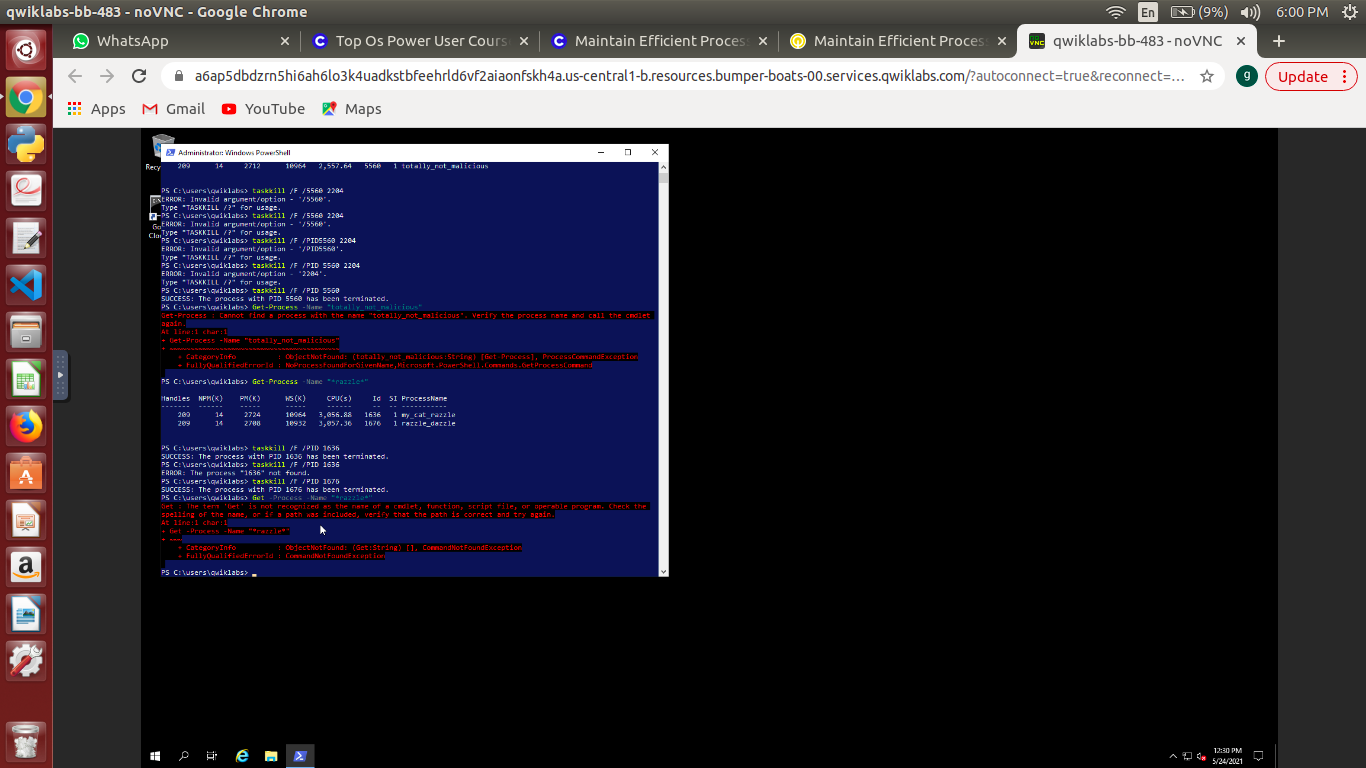 qwiklabs-bb-483 - noVNC - Google Chrome
En
(9%)
6:00 PM
WhatsApp
Top Os Power User Cours
Maintain Efficient Proces
Maintain Efficient Proces
qwiklabs-bb-483 - noVNC
a6ap5dbdzrn5hi6ah6lo3k4uadkstbfeehrld6vf2aiaonfskh4a.us-central1-b.resources.bumper-boats-00.services.qwiklabs.com/?autoconnect=true&reconnect=...
g
Update
Apps
Gmail
YouTube
Maps
Recy
Go
Clou
Administrator: Windows PowerShell
209 14 2712 10964 2,557.64 5560 1 totally_not_malicious
PS C:\users\qwiklabs> taskkill /F /5560 2204
ERROR: Invalid argument/option - '/5560'.
Type "TASKKILL /?" for usage.
PS C:\users\qwiklabs> taskkill /F /5560 2204
ERROR: Invalid argument/option - '/5560'.
Type "TASKKILL /?" for usage.
PS C:\users\qwiklabs> taskkill /F /PID5560 2204
ERROR: Invalid argument/option - '/PID5560'.
Type "TASKKILL /?" for usage.
PS C:\users\qwiklabs> taskkill /F /PID 5560 2204
ERROR: Invalid argument/option - '2204'.
Type "TASKKILL /?" for usage.
PS C:\users\qwiklabs> taskkill /F /PID 5560
SUCCESS: The process with PID 5560 has been terminated.
PS C:\users\qwiklabs> Get-Process -Name "totally_not_malicious"
Get-Process : Cannot find a process with the name "totally_not_malicious". Verify the process name and call the cmdlet
again.
At line:1 char:1
+ Get-Process -Name "totally_not_malicious"
+ ~~~~~~~~~~~~~~~~~~~~~~~~~~~~~~~~~~~~~~~~~
+ CategoryInfo : ObjectNotFound: (totally_not_malicious:String) [Get-Process], ProcessCommandException
+ FullyQualifiedErrorId : NoProcessFoundForGivenName,Microsoft.PowerShell.Commands.GetProcessCommand
PS C:\users\qwiklabs> Get-Process -Name "*razzle*"
Handles NPM(K) PM(K) WS(K) CPU(s) Id SI ProcessName
------- ------ ----- ----- ------ -- -- -----------
209 14 2724 10964 3,056.88 1636 1 my_cat_razzle
209 14 2708 10932 3,057.36 1676 1 razzle_dazzle
PS C:\users\qwiklabs> taskkill /F /PID 1636
SUCCESS: The process with PID 1636 has been terminated.
PS C:\users\qwiklabs> taskkill /F /PID 1636
ERROR: The process "1636" not found.
PS C:\users\qwiklabs> taskkill /F /PID 1676
SUCCESS: The process with PID 1676 has been terminated.
PS C:\users\qwiklabs> Get -Process -Name "*razzle*"
Get : The term 'Get' is not recognized as the name of a cmdlet, function, script file, or operable program. Check the
spelling of the name, or if a path was included, verify that the path is correct and try again.
At line:1 char:1
+ Get -Process -Name "*razzle*"
+ ~~~
+ CategoryInfo : ObjectNotFound: (Get:String) [], CommandNotFoundException
+ FullyQualifiedErrorId : CommandNotFoundException
PS C:\users\qwiklabs> _
12:30 PM
5/24/2021